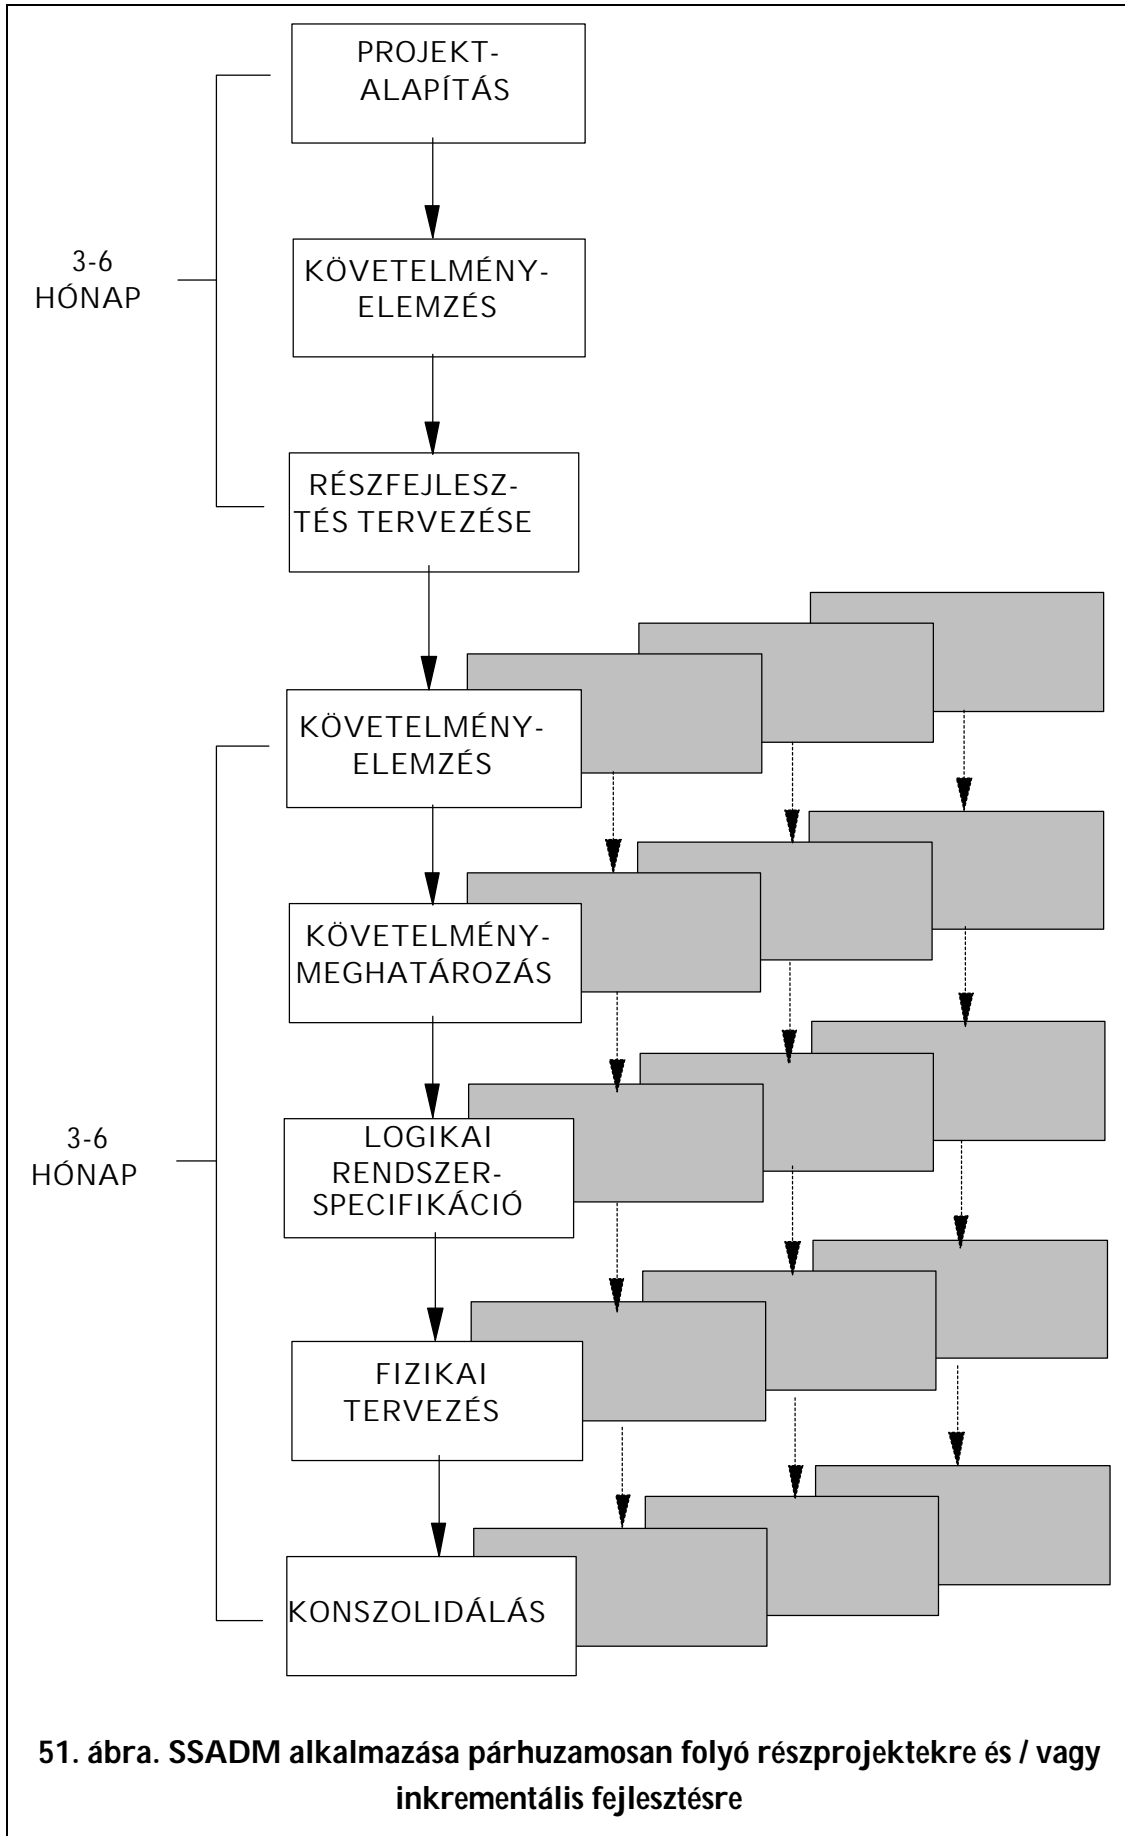 PROJEKT-
ALAPÍTÁS
3-6
HÓNAP
KÖVETELMÉNY-
ELEMZÉS
RÉSZFEJLESZ-
TÉS TERVEZÉSE
KÖVETELMÉNY-
ELEMZÉS
KÖVETELMÉNY-
MEGHATÁROZÁS
3-6
HÓNAP
LOGIKAI
RENDSZER-
SPECIFIKÁCIÓ
FIZIKAI
TERVEZÉS
KONSZOLIDÁLÁS
51. ábra. SSADM alkalmazása párhuzamosan folyó részprojektekre és / vagy
inkrementális fejlesztésre